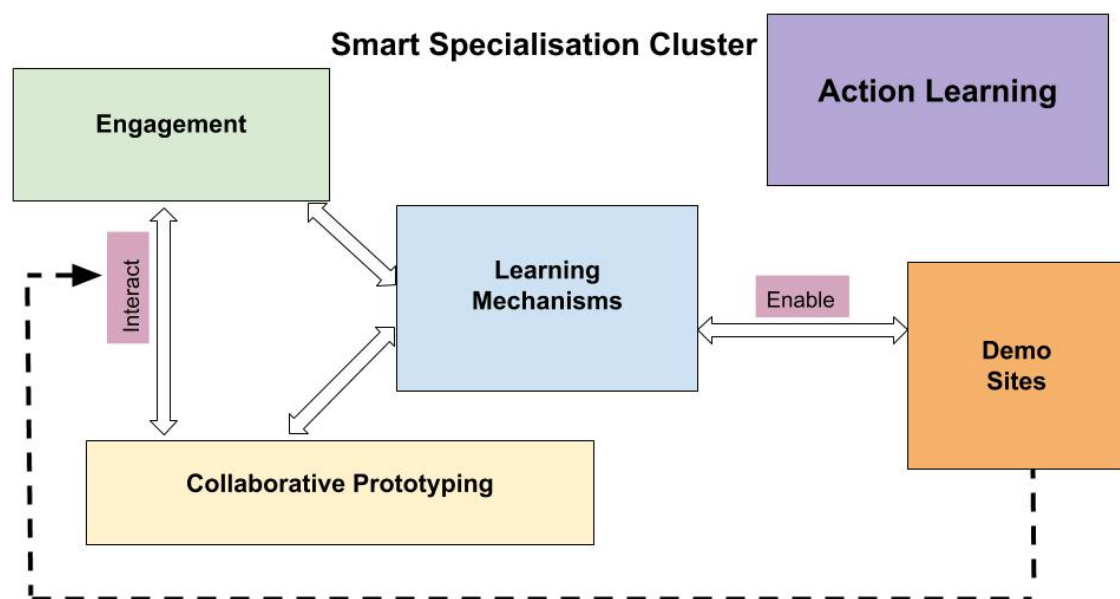 Smart Specialisation Cluster
Action Learning
Engagement
Interact
Learning
Mechanisms
Enable
Demo
Sites
Collaborative Prototyping